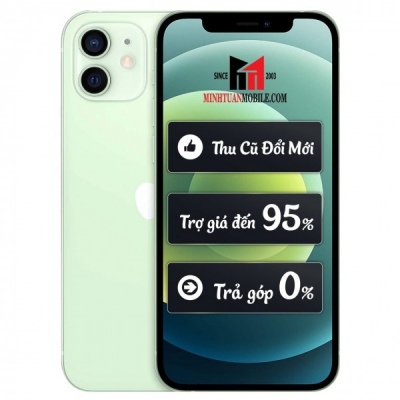 SINCE 2003
MINHTUANMOBILE.COM
Thu Cũ Đổi Mới
Trợ giá đến 95%
Trả góp 0%